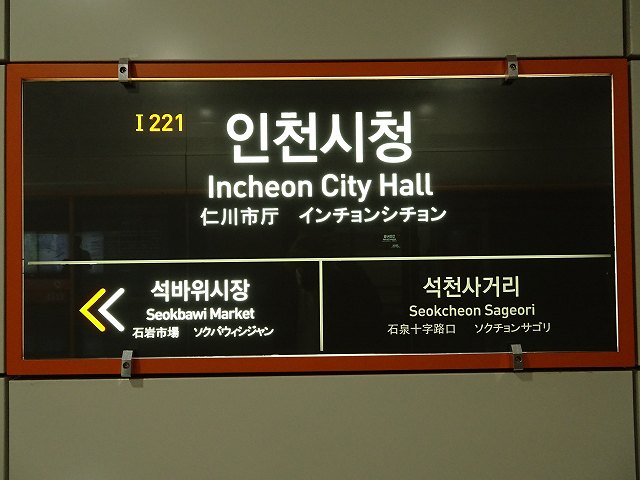 I 221
인천시청
Incheon City Hall
仁川市庁 インチョンシチョン
석바위시장
Seokbawi Market
石岩市場 ソクパウィシジャン
석천사거리
Seokcheon Sageori
石泉十字路口 ソクチョンサゴリ